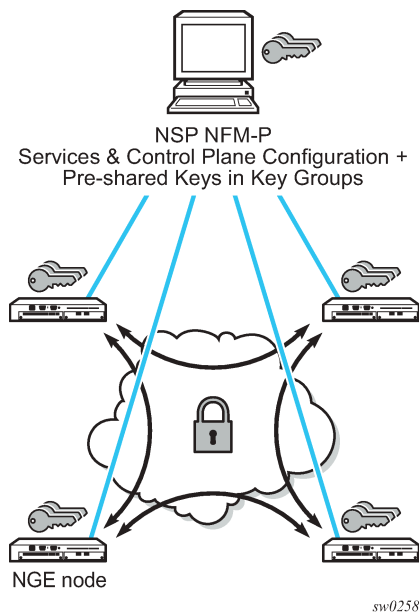 NSP NFM-P
Services & Control Plane Configuration +
Pre-shared Keys in Key Groups
NGE node
sw0258